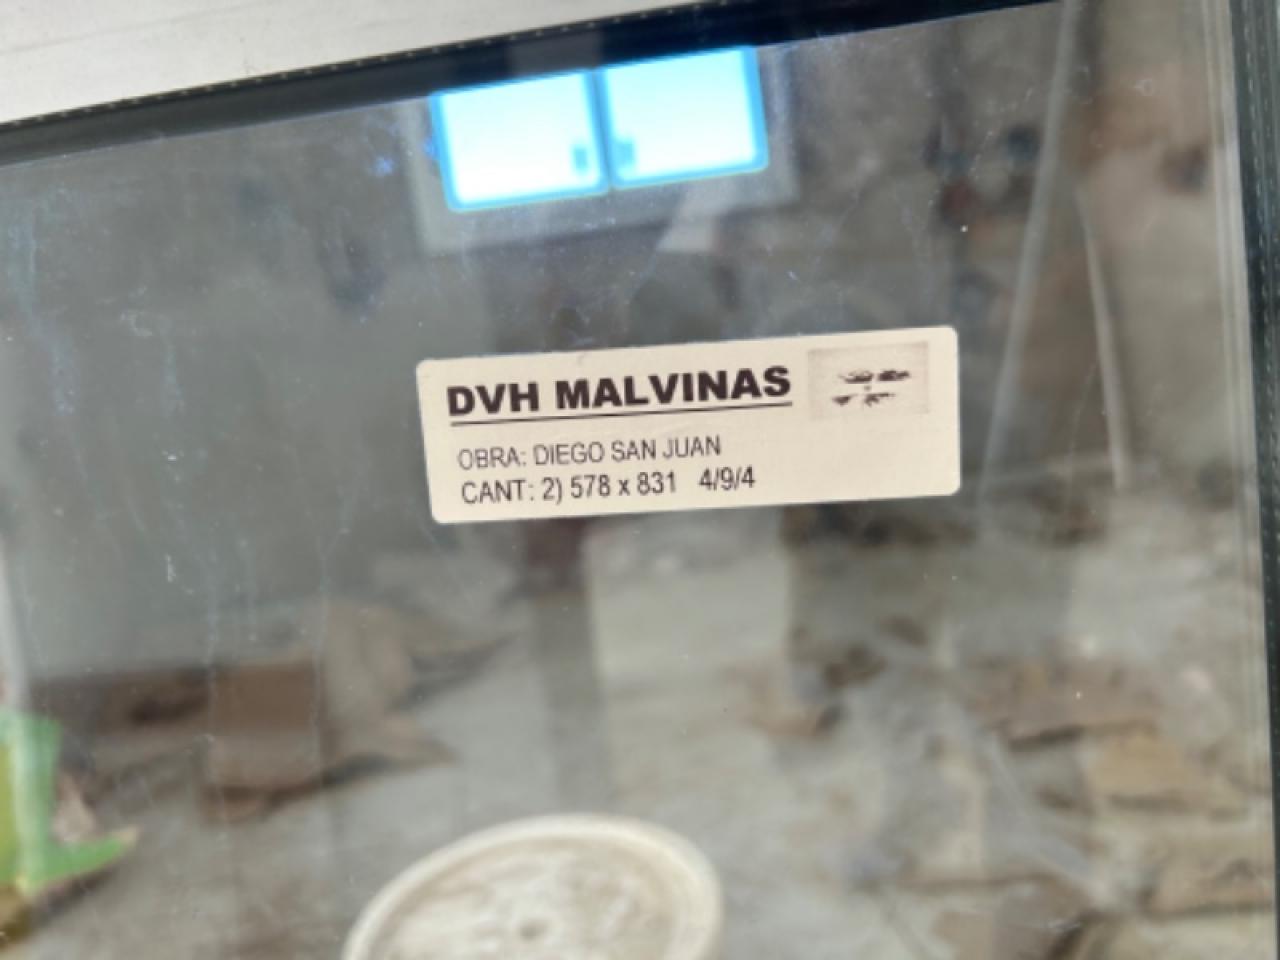 DVH MALVINAS
OBRA: DIEGO SAN JUAN
CANT: 2) 578 x 831 4/9/4